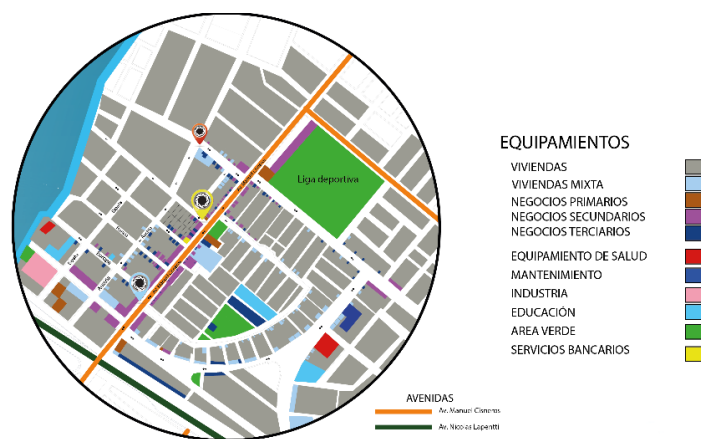 Liga deportiva
EQUIPAMIENTOS
VIVIENDAS
VIVIENDAS MIXTA
NEGOCIOS PRIMARIOS
NEGOCIOS SECUNDARIOS
NEGOCIOS TERCIARIOS
EQUIPAMIENTO DE SALUD
MANTENIMIENTO
INDUSTRIA
EDUCACIÓN
AREA VERDE
SERVICIOS BANCARIOS
AVENIDAS
Av. Manuel Cisneros
Av. Nicolas Lapentti